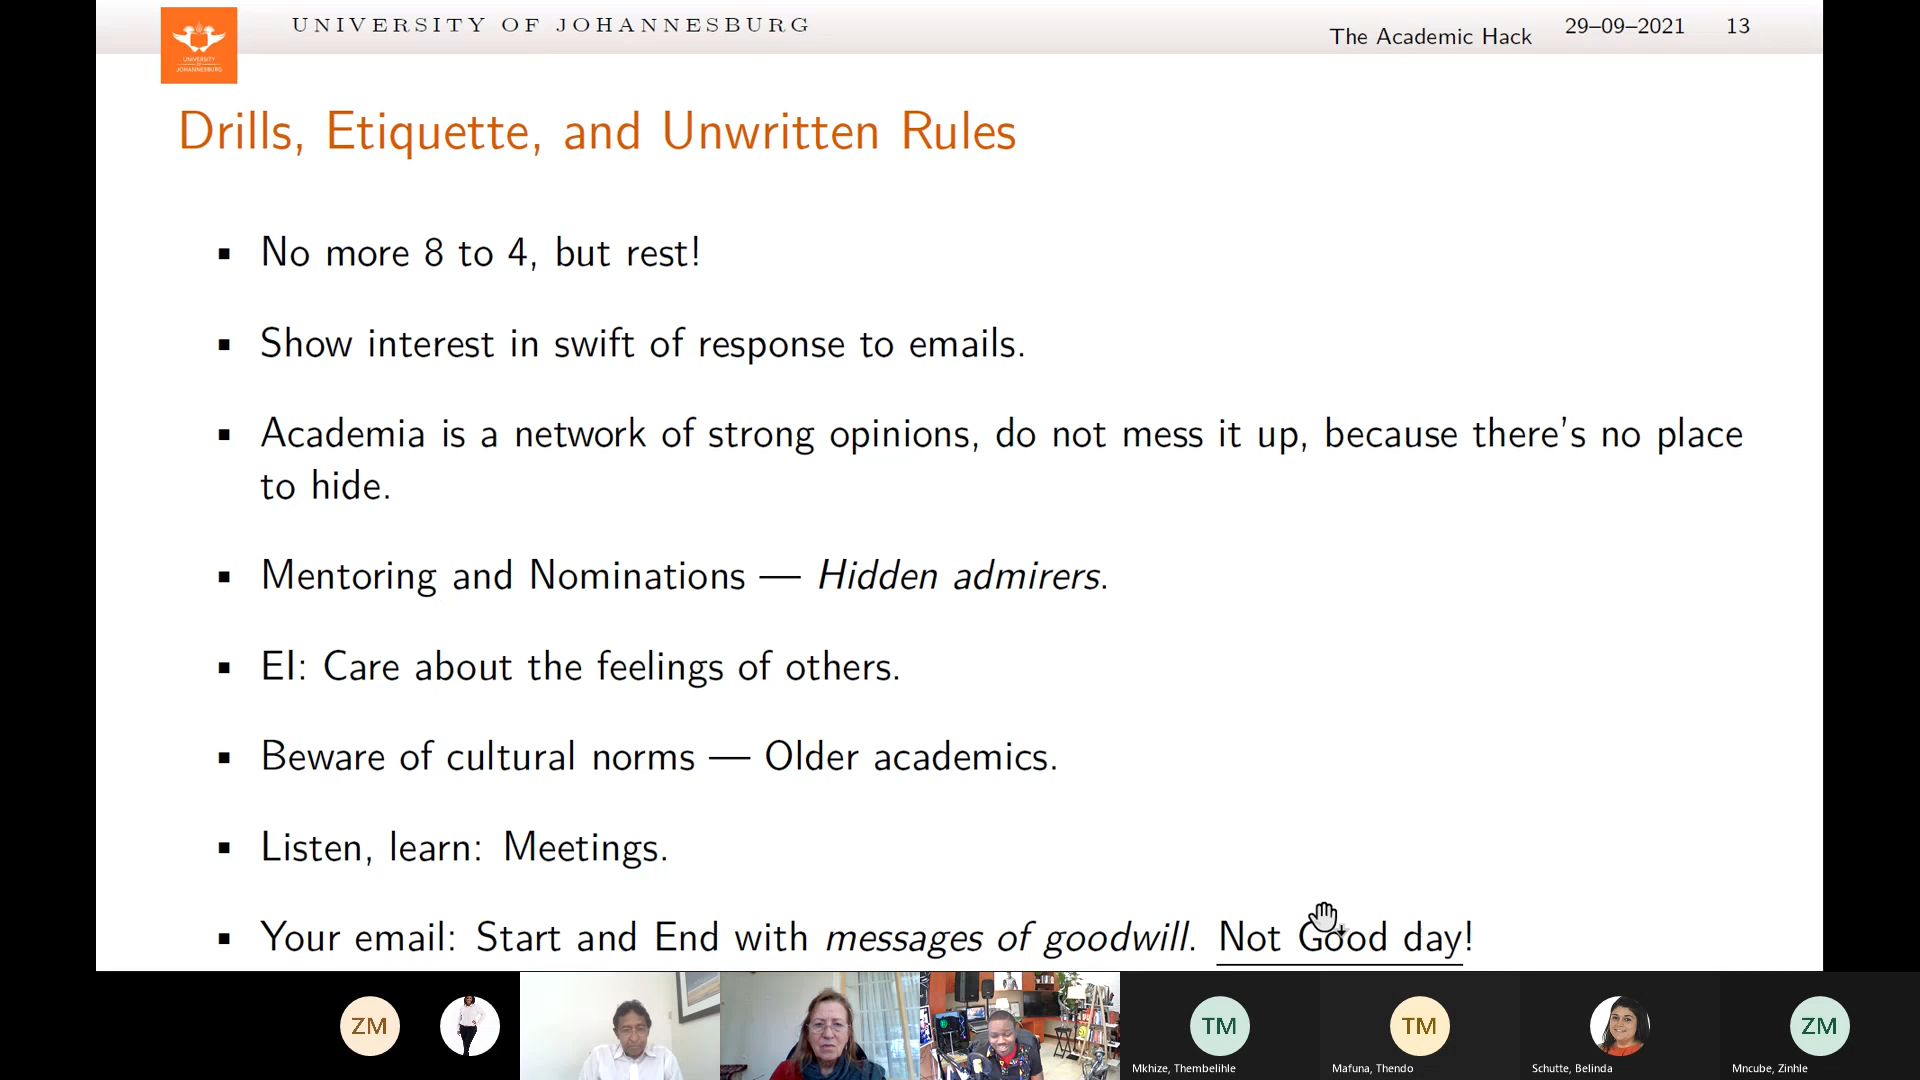 UNIVERSITY OF JOHANNESBURG
The Academic Hack 29–09–2021 13
UNIVERSITY
OF
JOHANNESBURG
Drills, Etiquette, and Unwritten Rules
▪ No more 8 to 4, but rest!
▪ Show interest in swift of response to emails.
▪ Academia is a network of strong opinions, do not mess it up, because there's no place
to hide.
▪ Mentoring and Nominations — Hidden admirers.
▪ EI: Care about the feelings of others.
▪ Beware of cultural norms — Older academics.
▪ Listen, learn: Meetings.
▪ Your email: Start and End with messages of goodwill. Not Good day!
ZM
TM
TM
ZM
Mkhize, Thembelihle
Mafuna, Thendo
Schutte, Belinda
Mncube, Zinhle